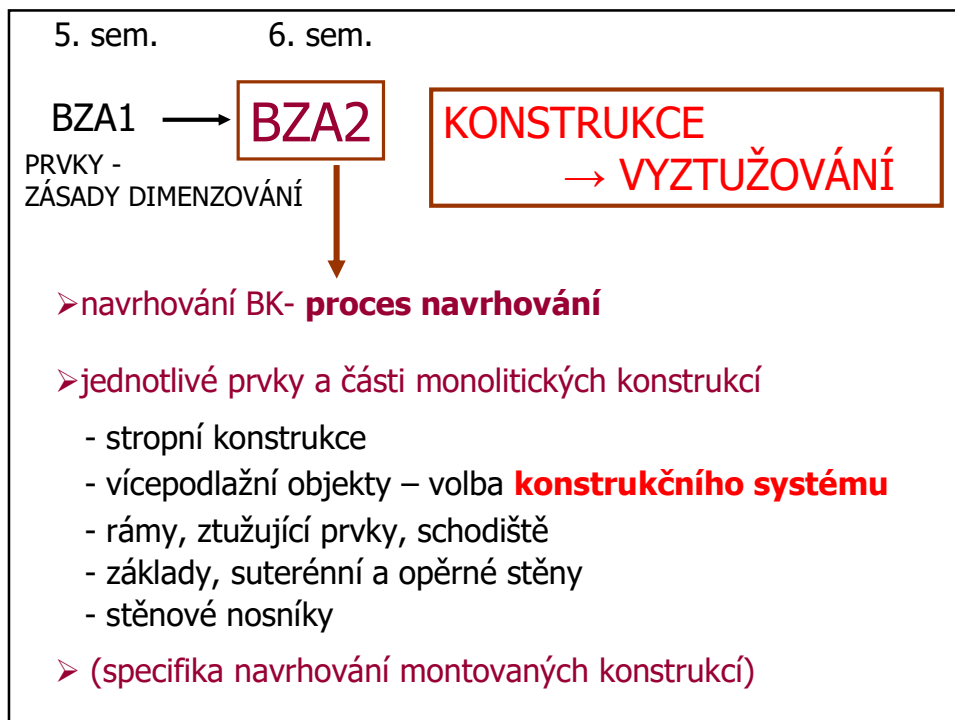 5. sem. 6. sem.
BZA1 → BZA2
PRVKY -
ZÁSADY DIMENZOVÁNÍ
KONSTRUKCE
→ VYZTUŽOVÁNÍ
➢navrhování BK- proces navrhování
➢jednotlivé prvky a části monolitických konstrukcí
- stropní konstrukce
- vícepodlažní objekty – volba konstrukčního systému
- rámy, ztužující prvky, schodiště
- základy, suterénní a opěrné stěny
- stěnové nosníky
➢ (specifika navrhování montovaných konstrukcí)